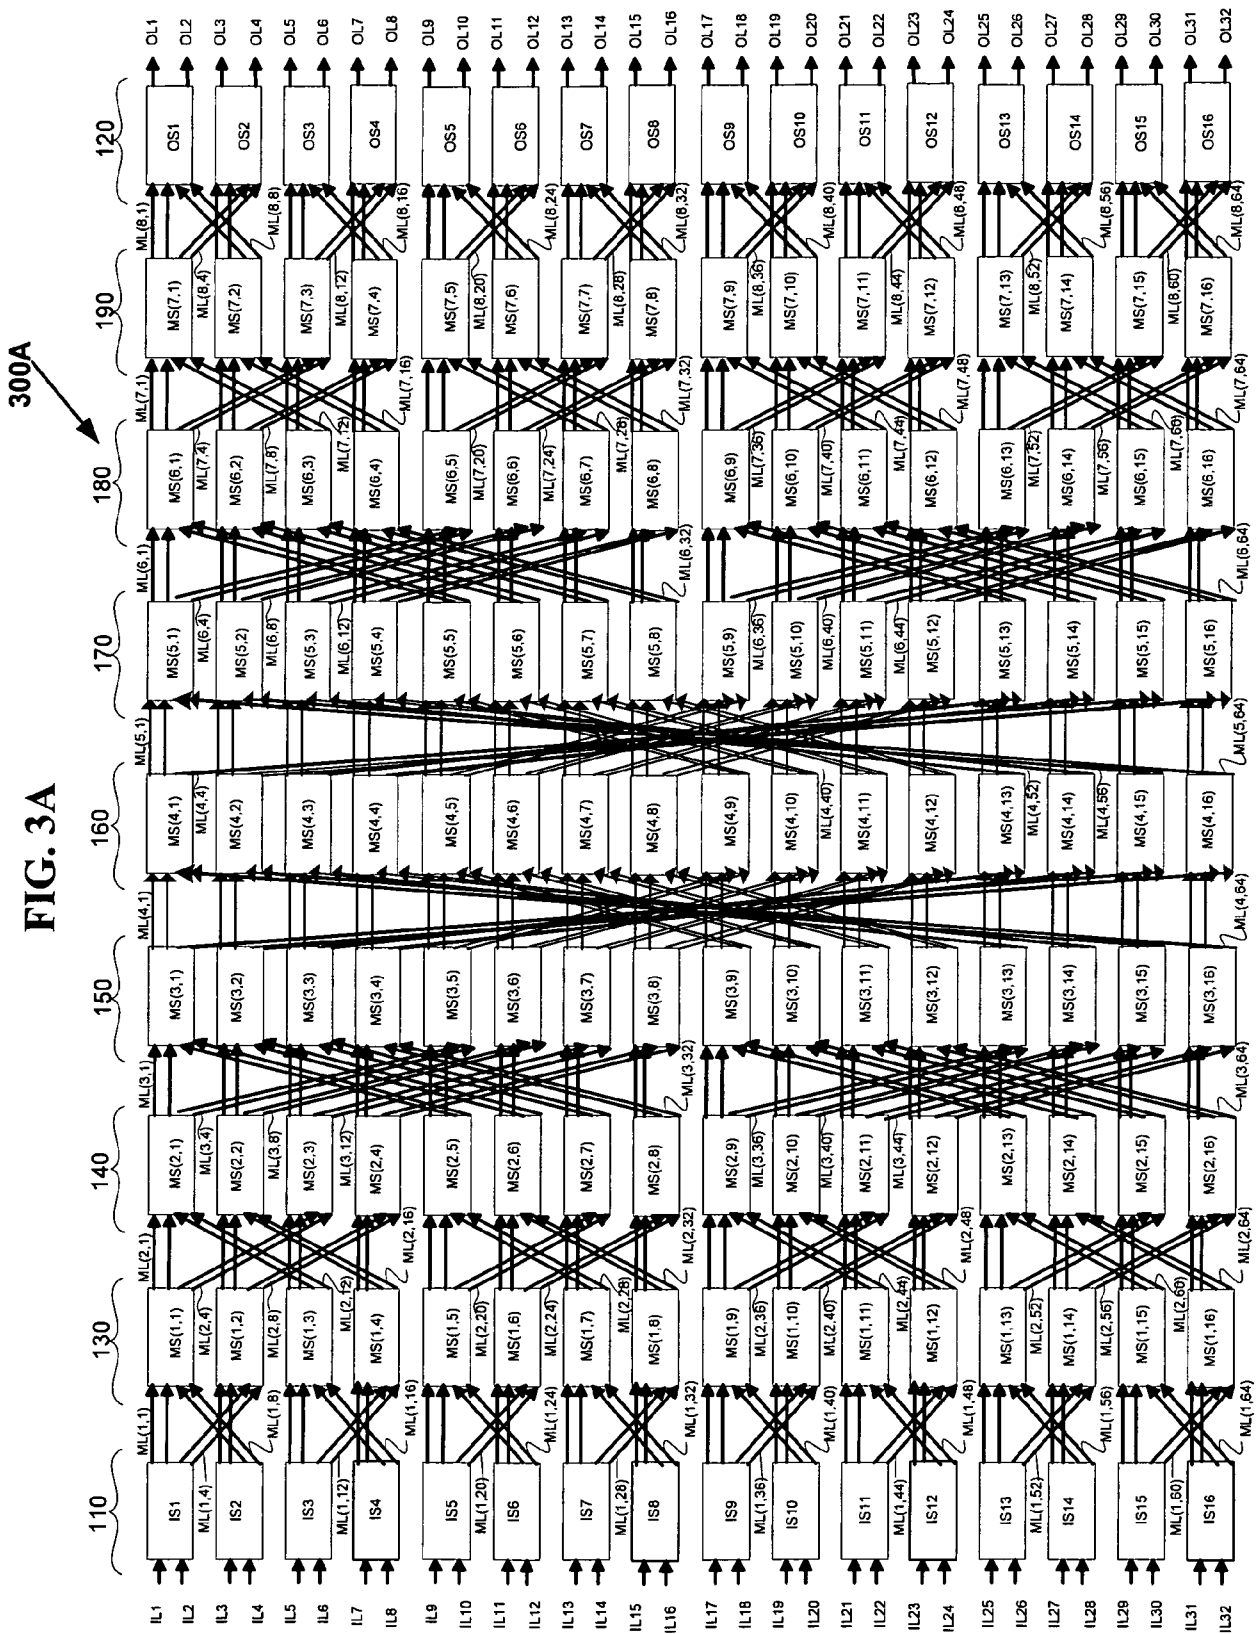 FIG. 3A
300A
110
130
140
150
160
170
180
190
120
IL1
IL2
IL3
IL4
IL5
IL6
IL7
IL8
IL9
IL10
IL11
IL12
IL13
IL14
IL15
IL16
IL17
IL18
IL19
IL20
IL21
IL22
IL23
IL24
IL25
IL26
IL27
IL28
IL29
IL30
IL31
IL32
IS1
IS2
IS3
IS4
IS5
IS6
IS7
IS8
IS9
IS10
IS11
IS12
IS13
IS14
IS15
IS16
ML(1,1)
ML(1,4)
ML(1,8)
ML(1,12)
ML(1,16)
ML(1,20)
ML(1,24)
ML(1,28)
ML(1,32)
ML(1,36)
ML(1,40)
ML(1,44)
ML(1,48)
ML(1,52)
ML(1,56)
ML(1,60)
ML(1,64)
MS(1,1)
MS(1,2)
MS(1,3)
MS(1,4)
MS(1,5)
MS(1,6)
MS(1,7)
MS(1,8)
MS(1,9)
MS(1,10)
MS(1,11)
MS(1,12)
MS(1,13)
MS(1,14)
MS(1,15)
MS(1,16)
ML(2,1)
ML(2,4)
ML(2,8)
ML(2,12)
ML(2,16)
ML(2,20)
ML(2,24)
ML(2,28)
ML(2,32)
ML(2,36)
ML(2,40)
ML(2,44)
ML(2,48)
ML(2,52)
ML(2,56)
ML(2,60)
ML(2,64)
MS(2,1)
MS(2,2)
MS(2,3)
MS(2,4)
MS(2,5)
MS(2,6)
MS(2,7)
MS(2,8)
MS(2,9)
MS(2,10)
MS(2,11)
MS(2,12)
MS(2,13)
MS(2,14)
MS(2,15)
MS(2,16)
ML(3,1)
ML(3,4)
ML(3,8)
ML(3,12)
ML(3,32)
ML(3,36)
ML(3,40)
ML(3,44)
ML(3,64)
MS(3,1)
MS(3,2)
MS(3,3)
MS(3,4)
MS(3,5)
MS(3,6)
MS(3,7)
MS(3,8)
MS(3,9)
MS(3,10)
MS(3,11)
MS(3,12)
MS(3,13)
MS(3,14)
MS(3,15)
MS(3,16)
ML(4,1)
ML(4,64)
MS(4,1)
ML(4,4)
MS(4,2)
MS(4,3)
MS(4,4)
MS(4,5)
MS(4,6)
MS(4,7)
MS(4,8)
MS(4,9)
MS(4,10)
ML(4,40)
MS(4,11)
MS(4,12)
MS(4,13)
ML(4,52)
MS(4,14)
ML(4,56)
MS(4,15)
MS(4,16)
ML(5,1)
ML(5,64)
MS(5,1)
MS(5,2)
MS(5,3)
MS(5,4)
MS(5,5)
MS(5,6)
MS(5,7)
MS(5,8)
MS(5,9)
MS(5,10)
MS(5,11)
MS(5,12)
MS(5,13)
MS(5,14)
MS(5,15)
MS(5,16)
ML(6,1)
ML(6,4)
ML(6,8)
ML(6,12)
ML(6,32)
ML(6,36)
ML(6,40)
ML(6,44)
ML(6,64)
MS(6,1)
MS(6,2)
MS(6,3)
MS(6,4)
MS(6,5)
MS(6,6)
MS(6,7)
MS(6,8)
MS(6,9)
MS(6,10)
MS(6,11)
MS(6,12)
MS(6,13)
MS(6,14)
MS(6,15)
MS(6,16)
ML(7,1)
ML(7,4)
ML(7,8)
ML(7,12)
ML(7,16)
ML(7,20)
ML(7,24)
ML(7,28)
ML(7,32)
ML(7,36)
ML(7,40)
ML(7,44)
ML(7,48)
ML(7,52)
ML(7,56)
ML(7,60)
ML(7,64)
MS(7,1)
MS(7,2)
MS(7,3)
MS(7,4)
MS(7,5)
MS(7,6)
MS(7,7)
MS(7,8)
MS(7,9)
MS(7,10)
MS(7,11)
MS(7,12)
MS(7,13)
MS(7,14)
MS(7,15)
MS(7,16)
ML(8,1)
ML(8,4)
ML(8,8)
ML(8,12)
ML(8,16)
ML(8,20)
ML(8,24)
ML(8,28)
ML(8,32)
ML(8,36)
ML(8,40)
ML(8,44)
ML(8,48)
ML(8,52)
ML(8,56)
ML(8,60)
ML(8,64)
OS1
OS2
OS3
OS4
OS5
OS6
OS7
OS8
OS9
OS10
OS11
OS12
OS13
OS14
OS15
OS16
OL1
OL2
OL3
OL4
OL5
OL6
OL7
OL8
OL9
OL10
OL11
OL12
OL13
OL14
OL15
OL16
OL17
OL18
OL19
OL20
OL21
OL22
OL23
OL24
OL25
OL26
OL27
OL28
OL29
OL30
OL31
OL32